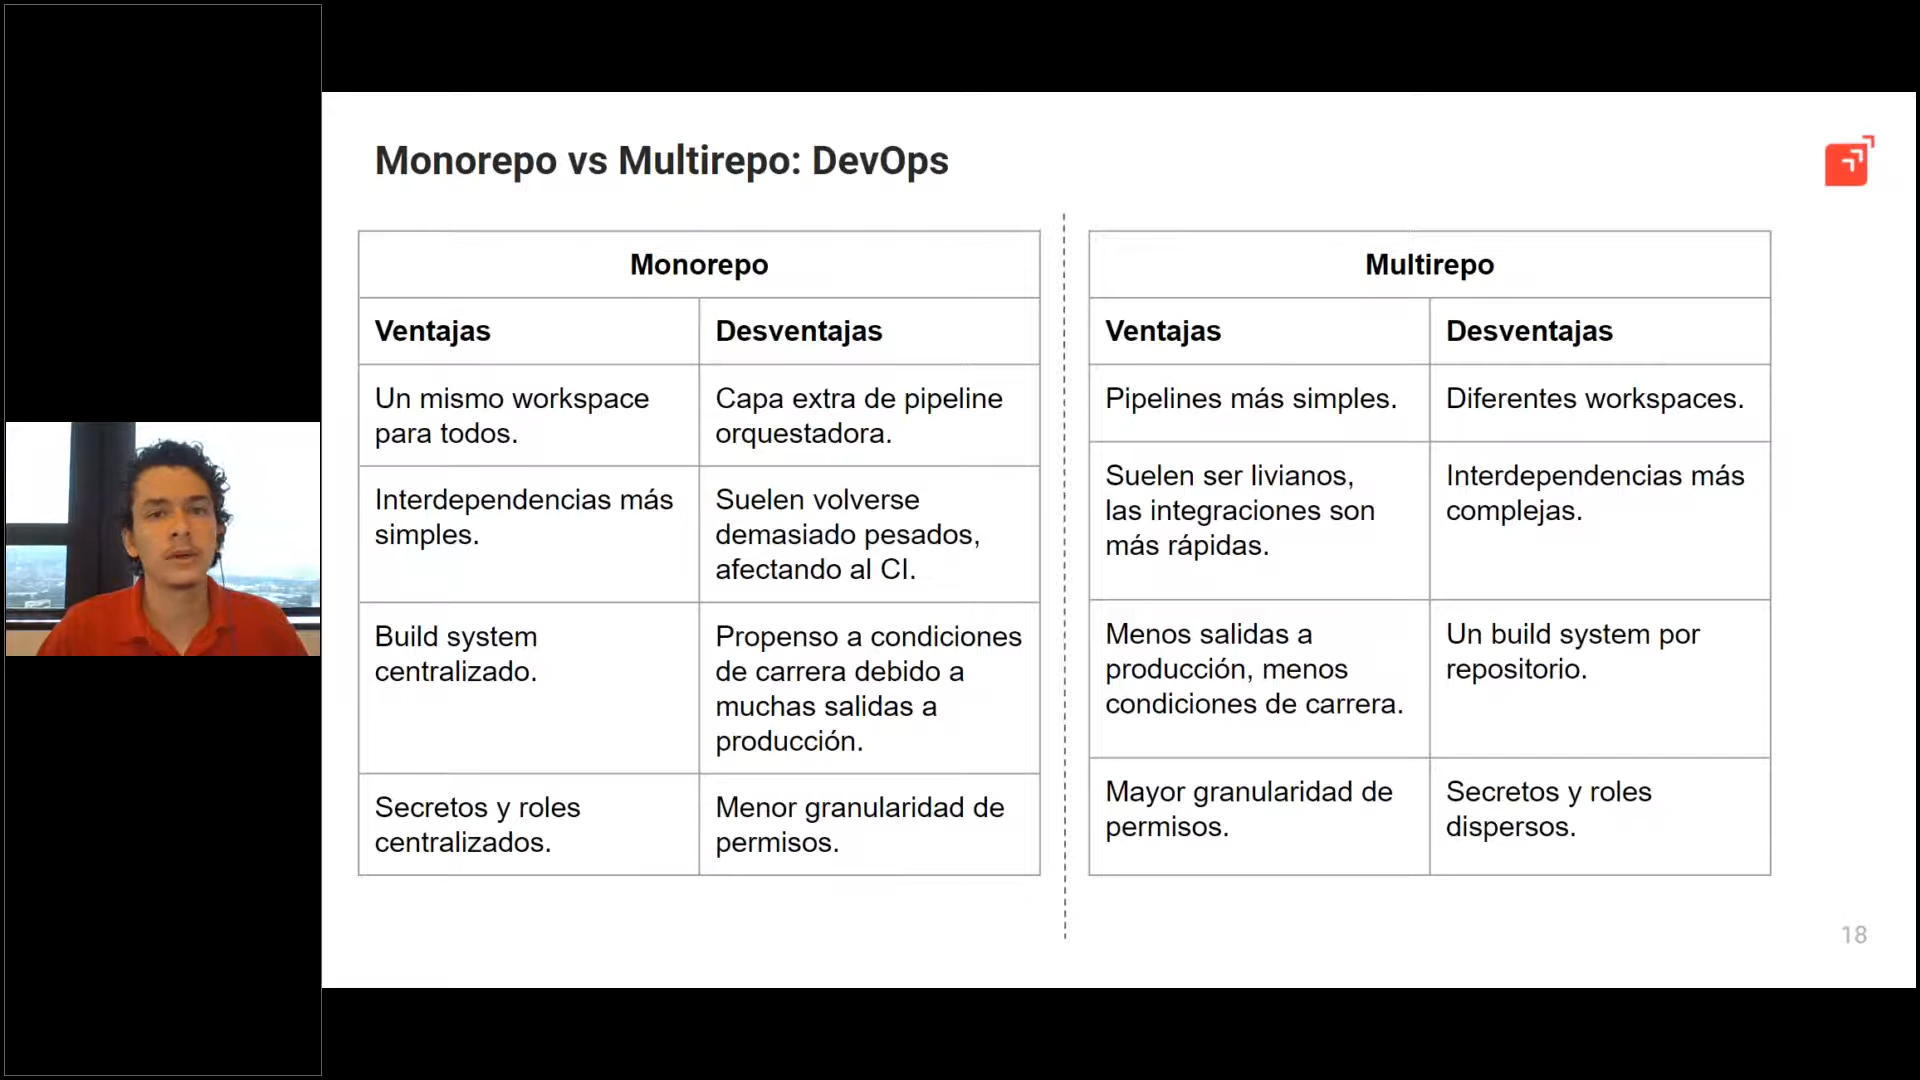 Monorepo vs Multirepo: DevOps
Monorepo
Ventajas
Desventajas
Un mismo workspace
para todos.
Capa extra de pipeline
orquestadora.
Interdependencias más
simples.
Suelen volverse
demasiado pesados,
afectando al CI.
Build system
centralizado.
Propenso a condiciones
de carrera debido a
muchas salidas a
producción.
Secretos y roles
centralizados.
Menor granularidad de
permisos.
Multirepo
Ventajas
Desventajas
Pipelines más simples.
Diferentes workspaces.
Suelen ser livianos,
las integraciones son
más rápidas.
Interdependencias más
complejas.
Menos salidas a
producción, menos
condiciones de carrera.
Un build system por
repositorio.
Mayor granularidad de
permisos.
Secretos y roles
dispersos.
18